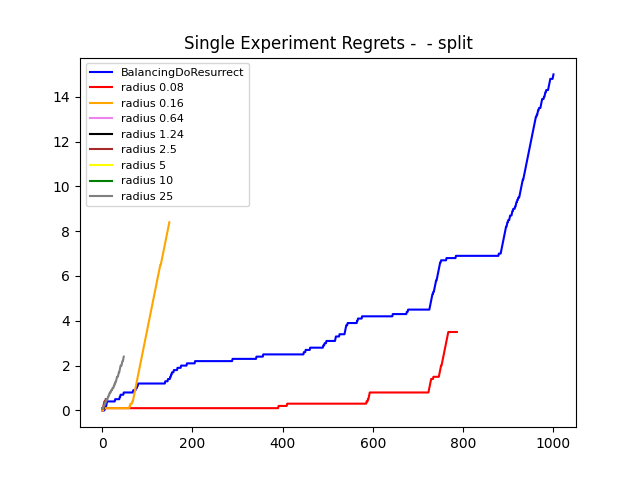 Single Experiment Regrets -  - split
BalancingDoResurrect
radius 0.08
radius 0.16
radius 0.64
radius 1.24
radius 2.5
radius 5
radius 10
radius 25
14
12
10
8
6
4
2
0
0 200 400 600 800 1000